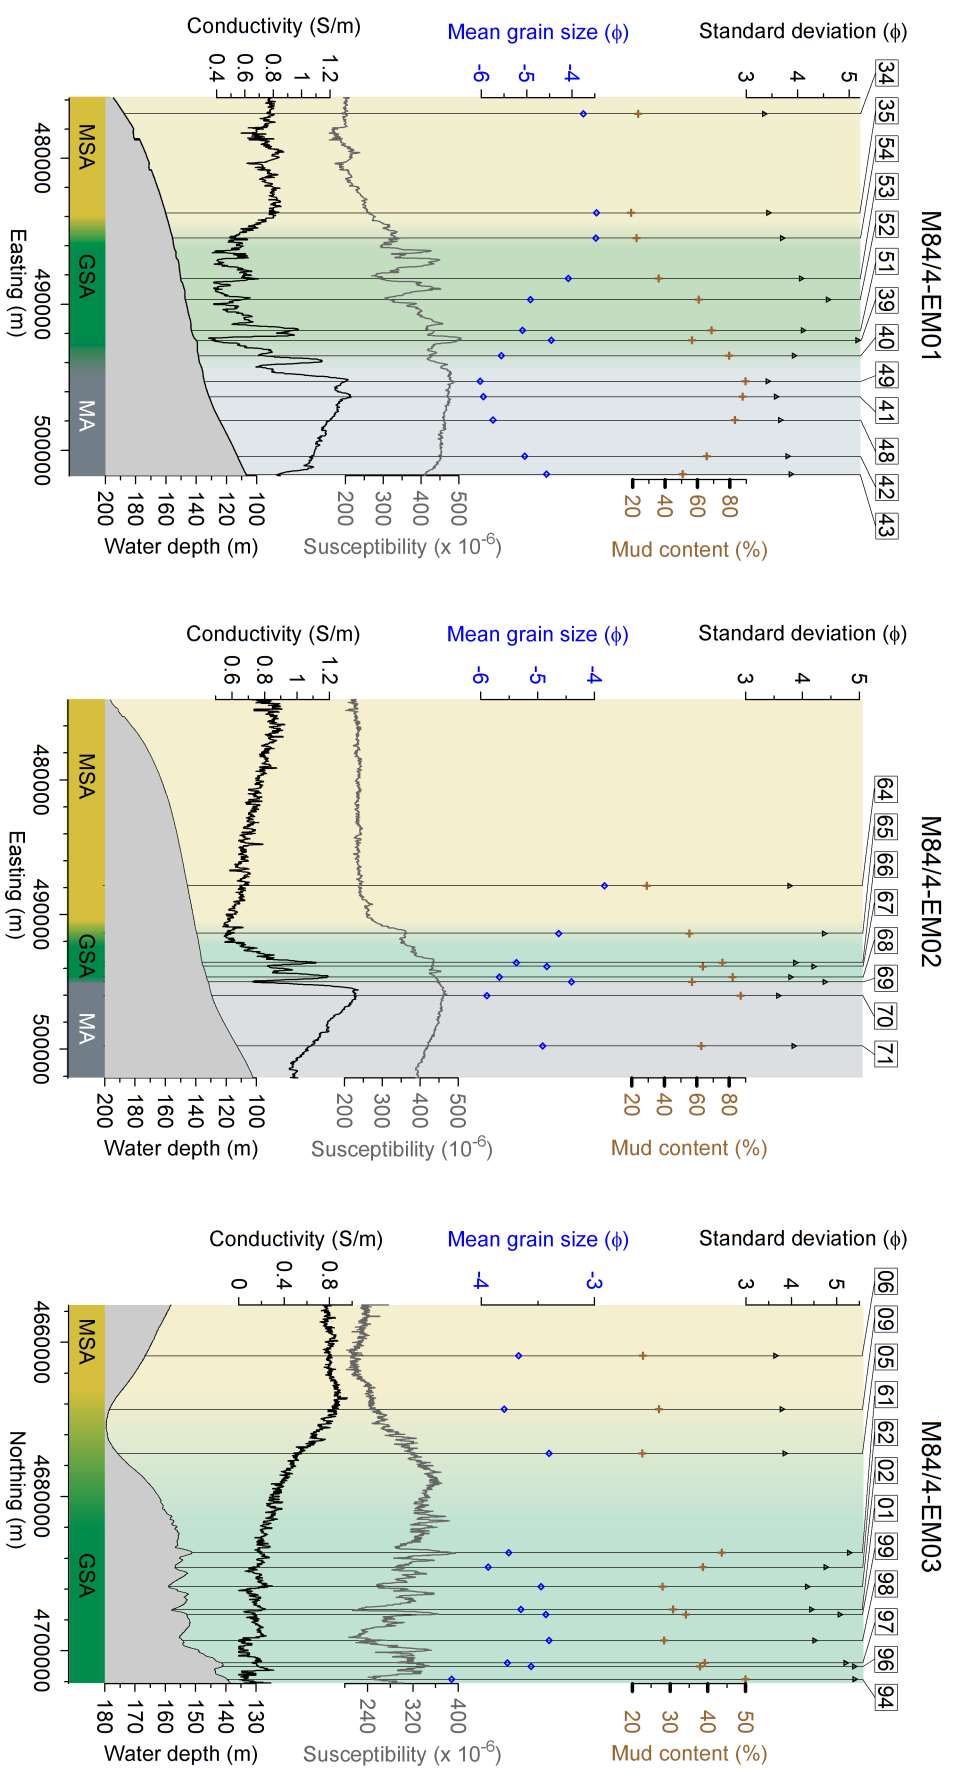 M84/4-EM01
Conductivity (S/m)
0.4 0.6 0.8 1 1.2
Mean grain size (ϕ)
-6 -5 -4
Standard deviation (ϕ)
3 4 5
34
35
54
53
52
51
39
40
49
41
48
42
43
MSA
GSA
MA
480000
490000
500000
Easting (m)
200 180 160 140 120 100
Water depth (m)
200 300 400 500
Susceptibility (x 10⁻⁶)
20 40 60 80
Mud content (%)
M84/4-EM02
Conductivity (S/m)
0.6 0.8 1 1.2
Mean grain size (ϕ)
-6 -5 -4
Standard deviation (ϕ)
3 4 5
64
65
66
67
68
69
70
71
MSA
GSA
MA
480000
490000
500000
Easting (m)
200 180 160 140 120 100
Water depth (m)
200 300 400 500
Susceptibility (10⁻⁶)
20 40 60 80
Mud content (%)
M84/4-EM03
Conductivity (S/m)
0 0.4 0.8
Mean grain size (ϕ)
-4 -3
Standard deviation (ϕ)
3 4 5
06
09
05
61
62
02
01
99
98
97
96
94
MSA
GSA
4660000
4680000
4700000
Northing (m)
180 170 160 150 140 130
Water depth (m)
240 320 400
Susceptibility (x 10⁻⁶)
20 30 40 50
Mud content (%)